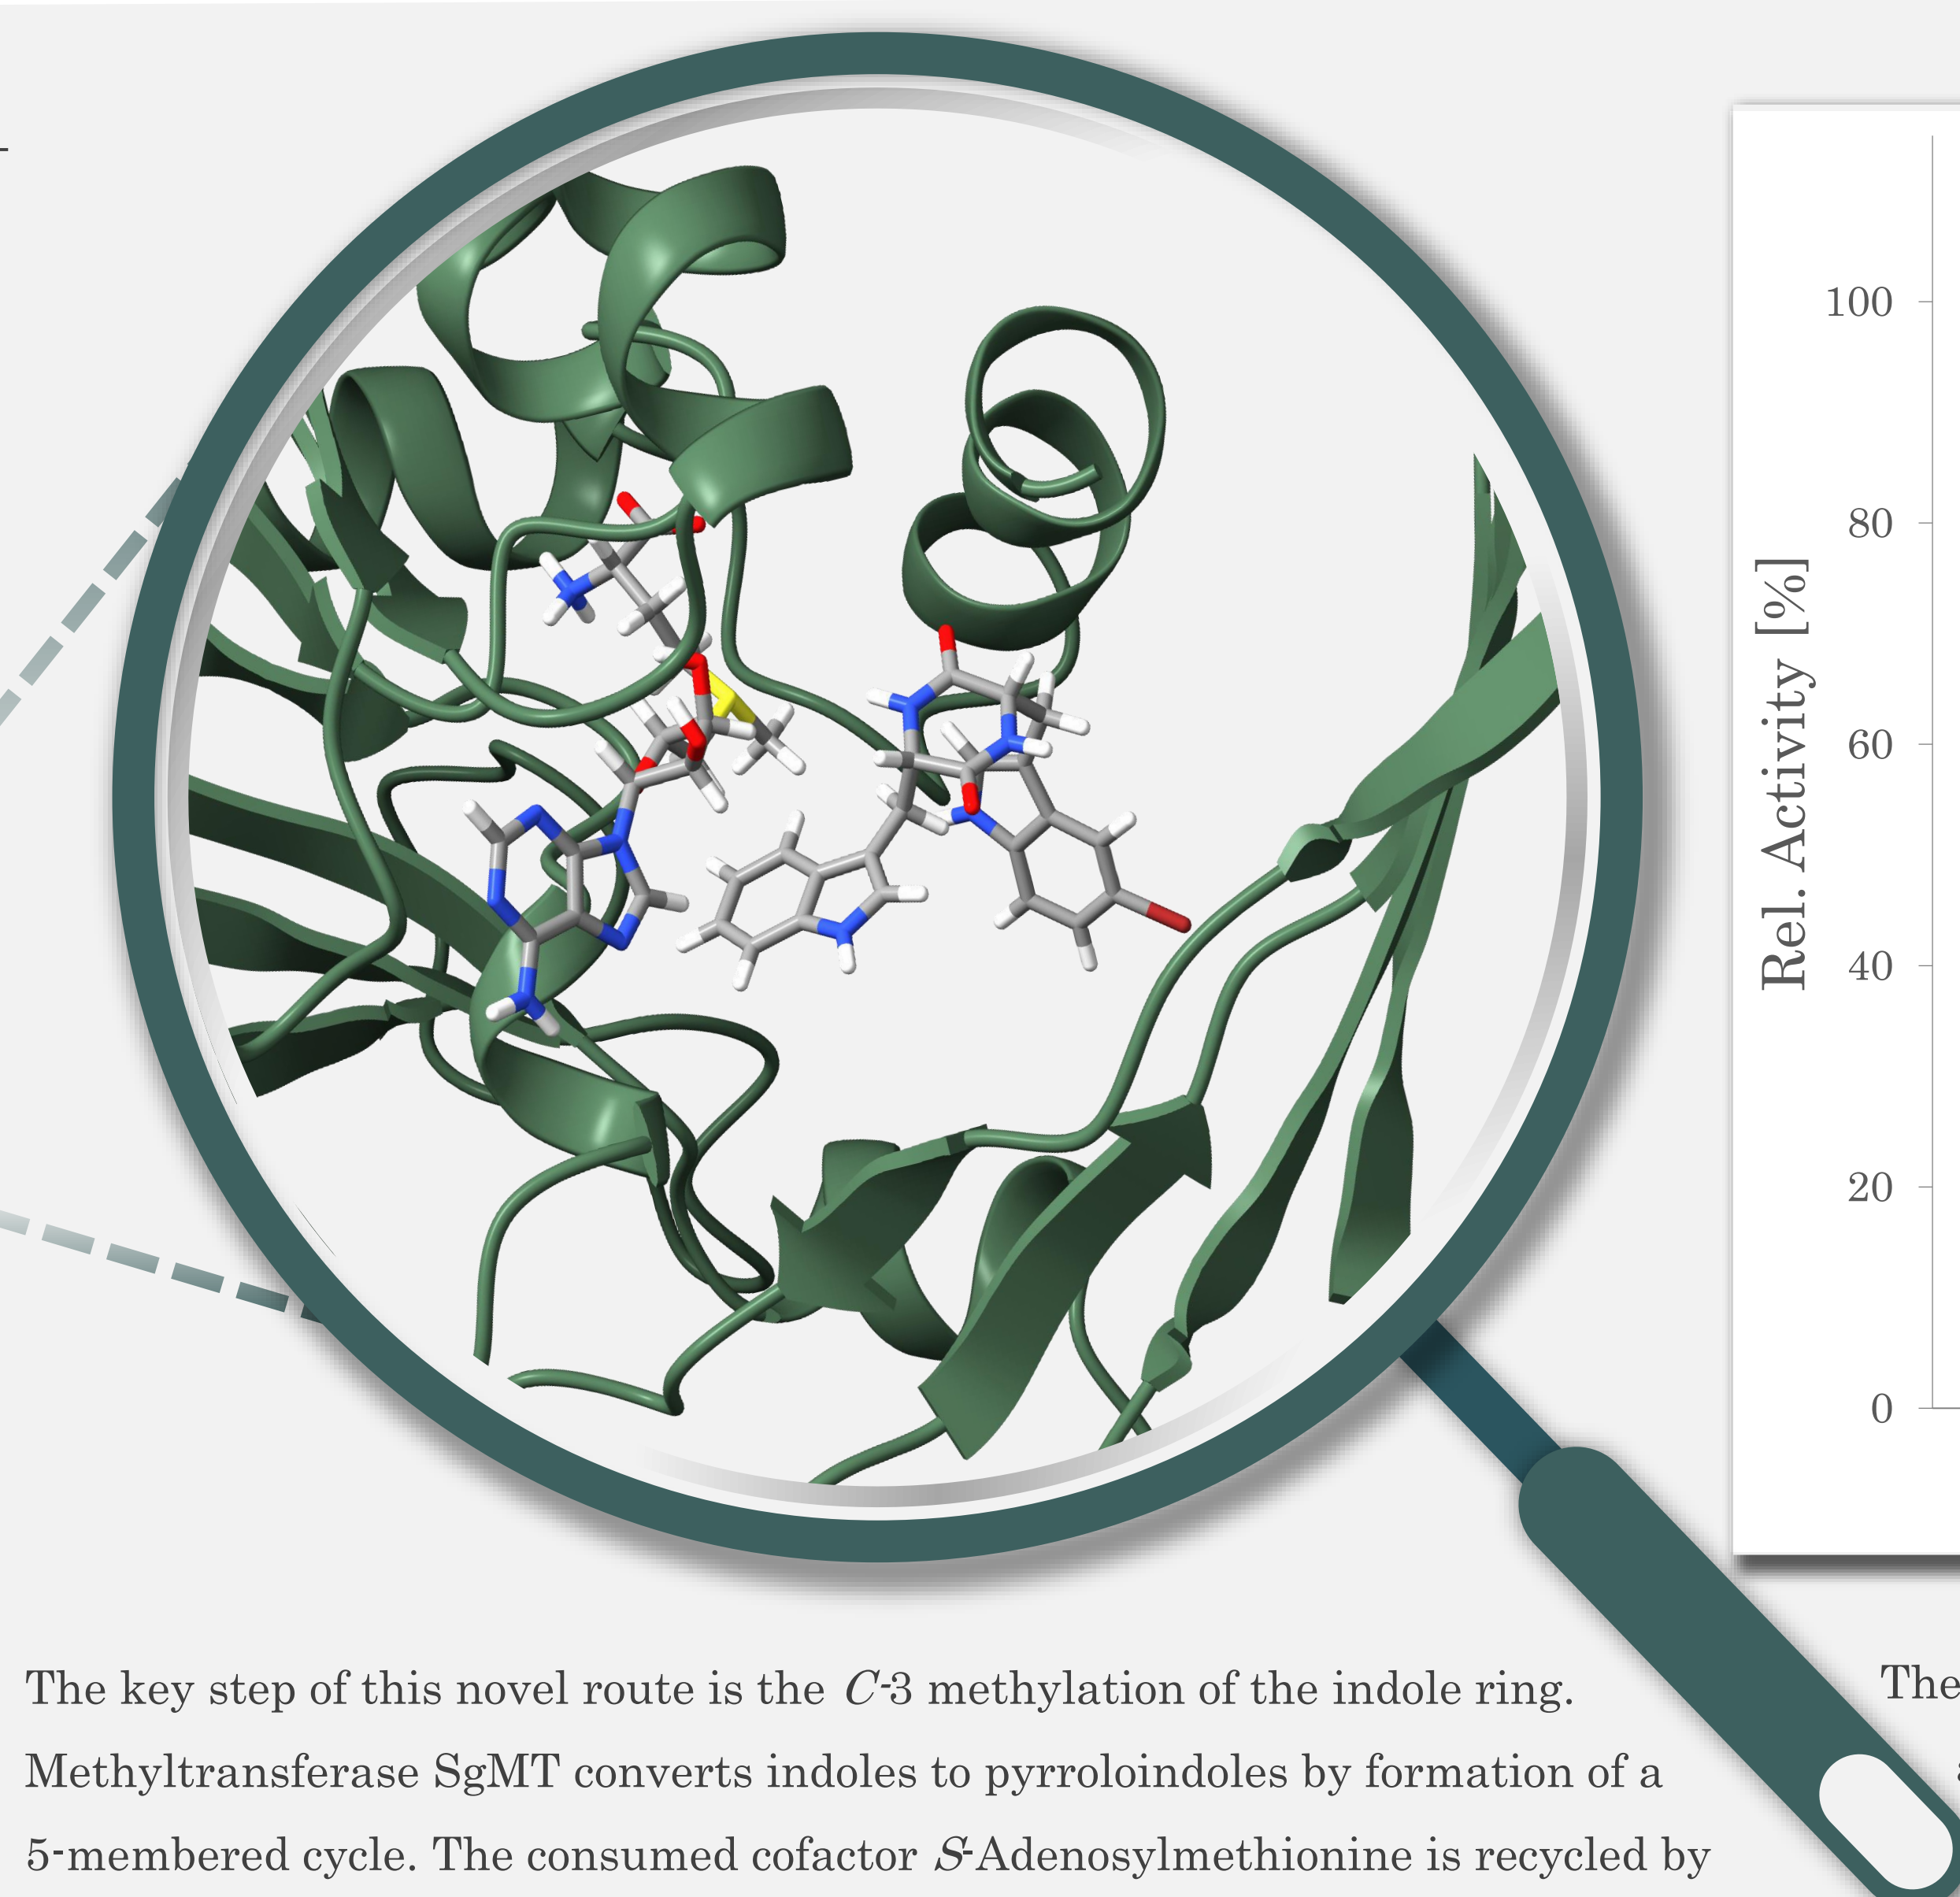 100
80
60
40
20
0
Rel. Activity [%]
The key step of this novel route is the C-3 methylation of the indole ring.
Methyltransferase SgMT converts indoles to pyrroloindoles by formation of a
5-membered cycle. The consumed cofactor S-Adenosylmethionine is recycled by
The